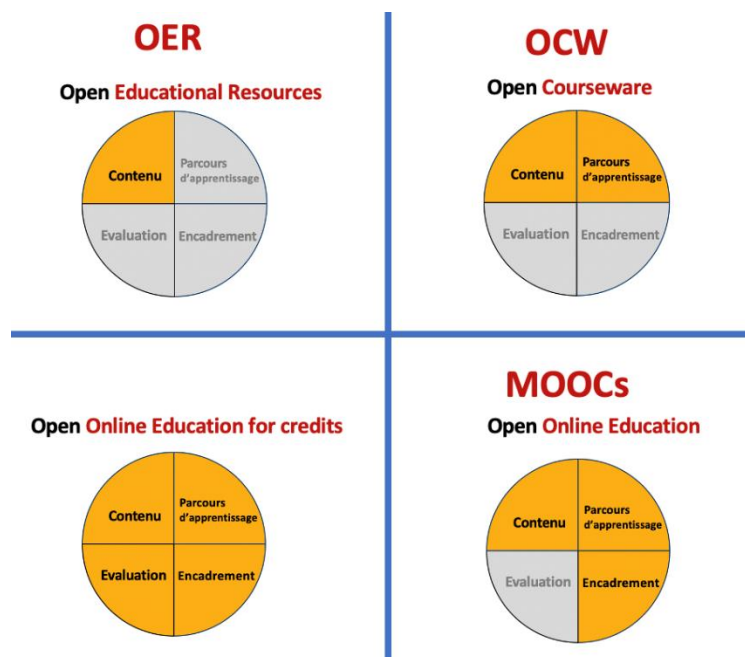 OER
Open Educational Resources
Contenu
Parcours
d'apprentissage
Evaluation
Encadrement
OCW
Open Courseware
Contenu
Parcours
d'apprentissage
Evaluation
Encadrement
Open Online Education for credits
Contenu
Parcours
d'apprentissage
Evaluation
Encadrement
MOOCs
Open Online Education
Contenu
Parcours
d'apprentissage
Evaluation
Encadrement